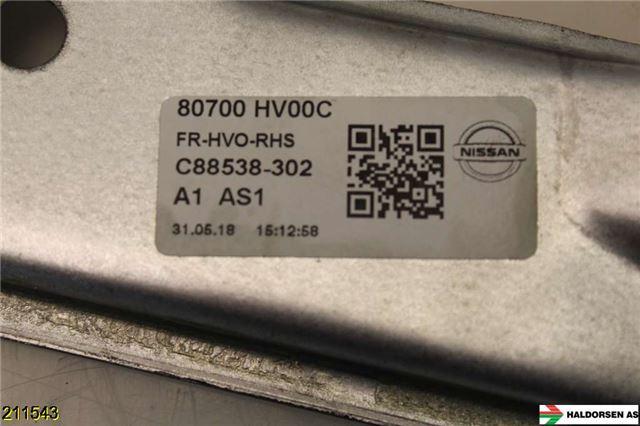 80700 HV00C
FR-HVO-RHS
C88538-302
A1 AS1
31.05.18 15:12:58
NISSAN
211543
HALDORSEN AS